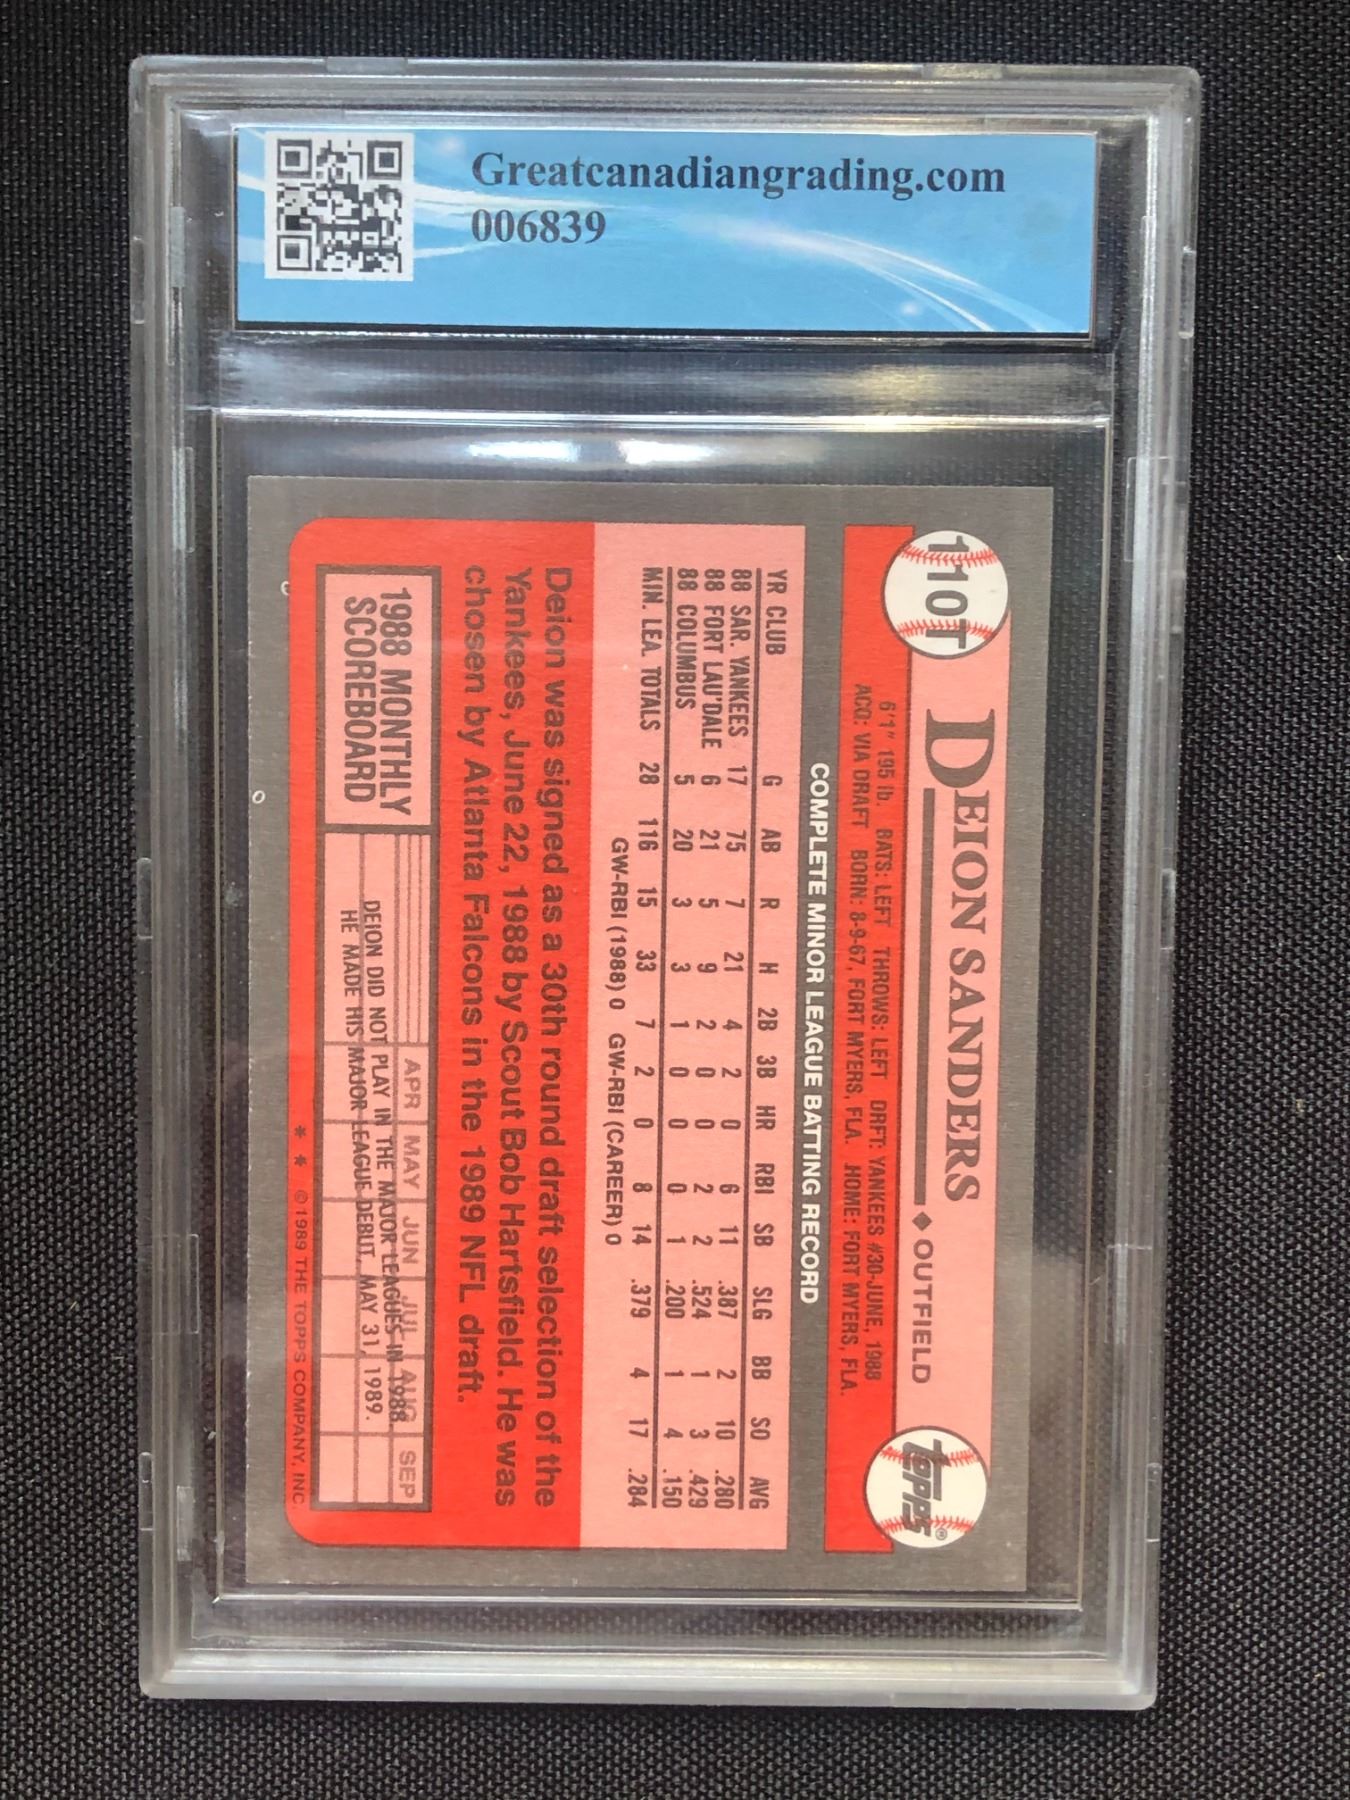 Greatcanadiangrading.com
006839
110T
DEION SANDERS ◆ OUTFIELD
TOPPS®
6'1" 195 lb. BATS: LEFT THROWS: LEFT DRFT: YANKEES #30-JUNE, 1988
ACQ: VIA DRAFT BORN: 8-9-67, FORT MYERS, FLA. HOME: FORT MYERS, FLA.
COMPLETE MINOR LEAGUE BATTING RECORD
YR CLUB G AB R H 2B 3B HR RBI SB SLG BB SO AVG
88 SAR. YANKEES 17 75 7 21 4 2 0 6 11 .387 2 10 .280
88 FORT LAU'DALE 6 21 5 9 2 0 0 2 2 .524 1 3 .429
88 COLUMBUS 5 20 3 3 1 0 0 0 1 .200 1 4 .150
MIN. LEA. TOTALS 28 116 15 33 7 2 0 8 14 .379 4 17 .284
GW-RBI (1988) 0 GW-RBI (CAREER) 0
Deion was signed as a 30th round draft selection of the
Yankees, June 22, 1988 by Scout Bob Hartsfield. He was
chosen by Atlanta Falcons in the 1989 NFL draft.
1988 MONTHLY
SCOREBOARD
APR MAY JUN JUL AUG SEP
DEION DID NOT PLAY IN THE MAJOR LEAGUES IN 1988.
HE MADE HIS MAJOR LEAGUE DEBUT, MAY 31, 1989.
* * ©1989 THE TOPPS COMPANY, INC.